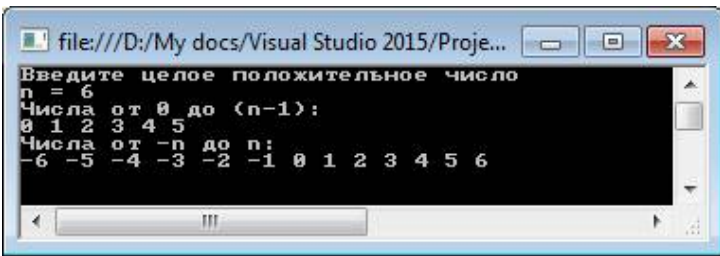 file:///D:/My docs/Visual Studio 2015/Proje...
Введите целое положительное число
n = 6
Числа от 0 до (n-1):
0 1 2 3 4 5
Числа от -n до n:
-6 -5 -4 -3 -2 -1 0 1 2 3 4 5 6